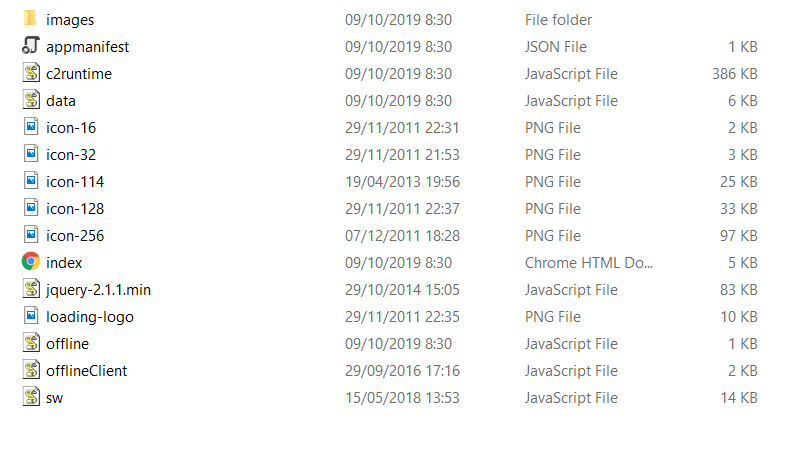 images 09/10/2019 8:30 File folder
appmanifest 09/10/2019 8:30 JSON File 1 KB
c2runtime 09/10/2019 8:30 JavaScript File 386 KB
data 09/10/2019 8:30 JavaScript File 6 KB
icon-16 29/11/2011 22:31 PNG File 2 KB
icon-32 29/11/2011 21:53 PNG File 3 KB
icon-114 19/04/2013 19:56 PNG File 25 KB
icon-128 29/11/2011 22:37 PNG File 33 KB
icon-256 07/12/2011 18:28 PNG File 97 KB
index 09/10/2019 8:30 Chrome HTML Do... 5 KB
jquery-2.1.1.min 29/10/2014 15:05 JavaScript File 83 KB
loading-logo 29/11/2011 22:35 PNG File 10 KB
offline 09/10/2019 8:30 JavaScript File 1 KB
offlineClient 29/09/2016 17:16 JavaScript File 2 KB
sw 15/05/2018 13:53 JavaScript File 14 KB